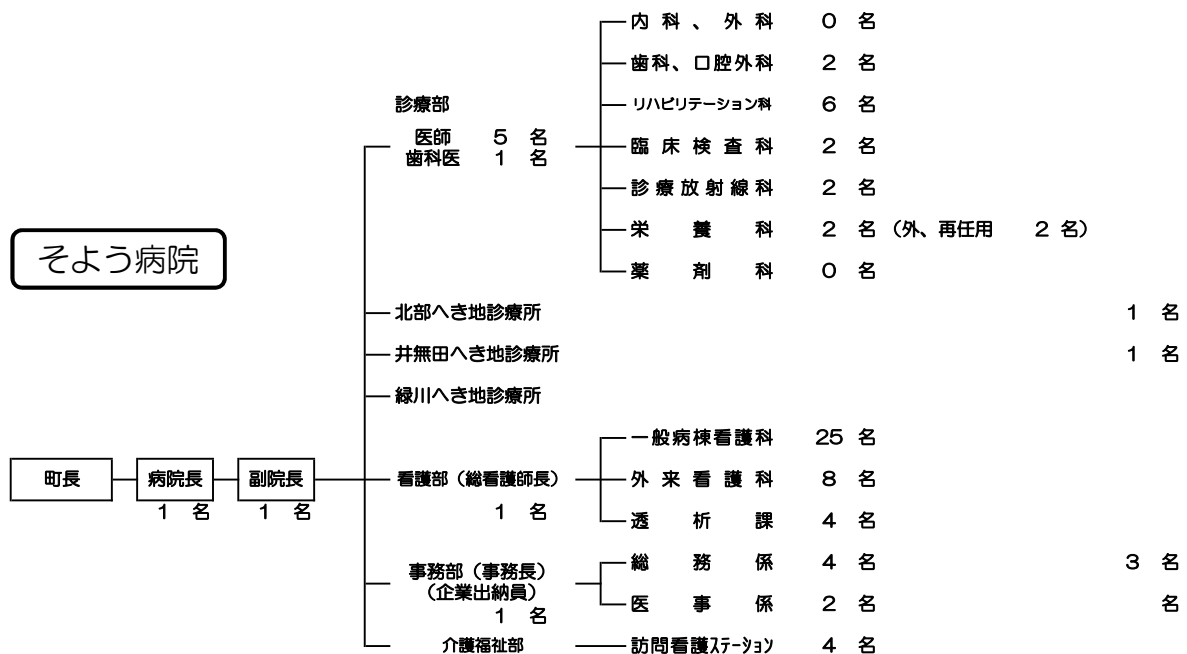 内科、外科 0 名
歯科、口腔外科 2 名
診療部
リハビリテーション科 6 名
医師 5 名
歯科医 1 名
臨床検査科 2 名
診療放射線科 2 名
そよう病院
栄養科 2 名 (外、再任用 2 名)
薬剤科 0 名
北部へき地診療所 1 名
井無田へき地診療所 1 名
緑川へき地診療所
一般病棟看護科 25 名
町長 病院長 副院長 看護部(総看護師長) 外来看護科 8 名
1 名 1 名 1 名
透析課 4 名
総務係 4 名 3 名
事務部(事務長)
(企業出納員)
1 名
医事係 2 名 名
介護福祉部 訪問看護ステーション 4 名